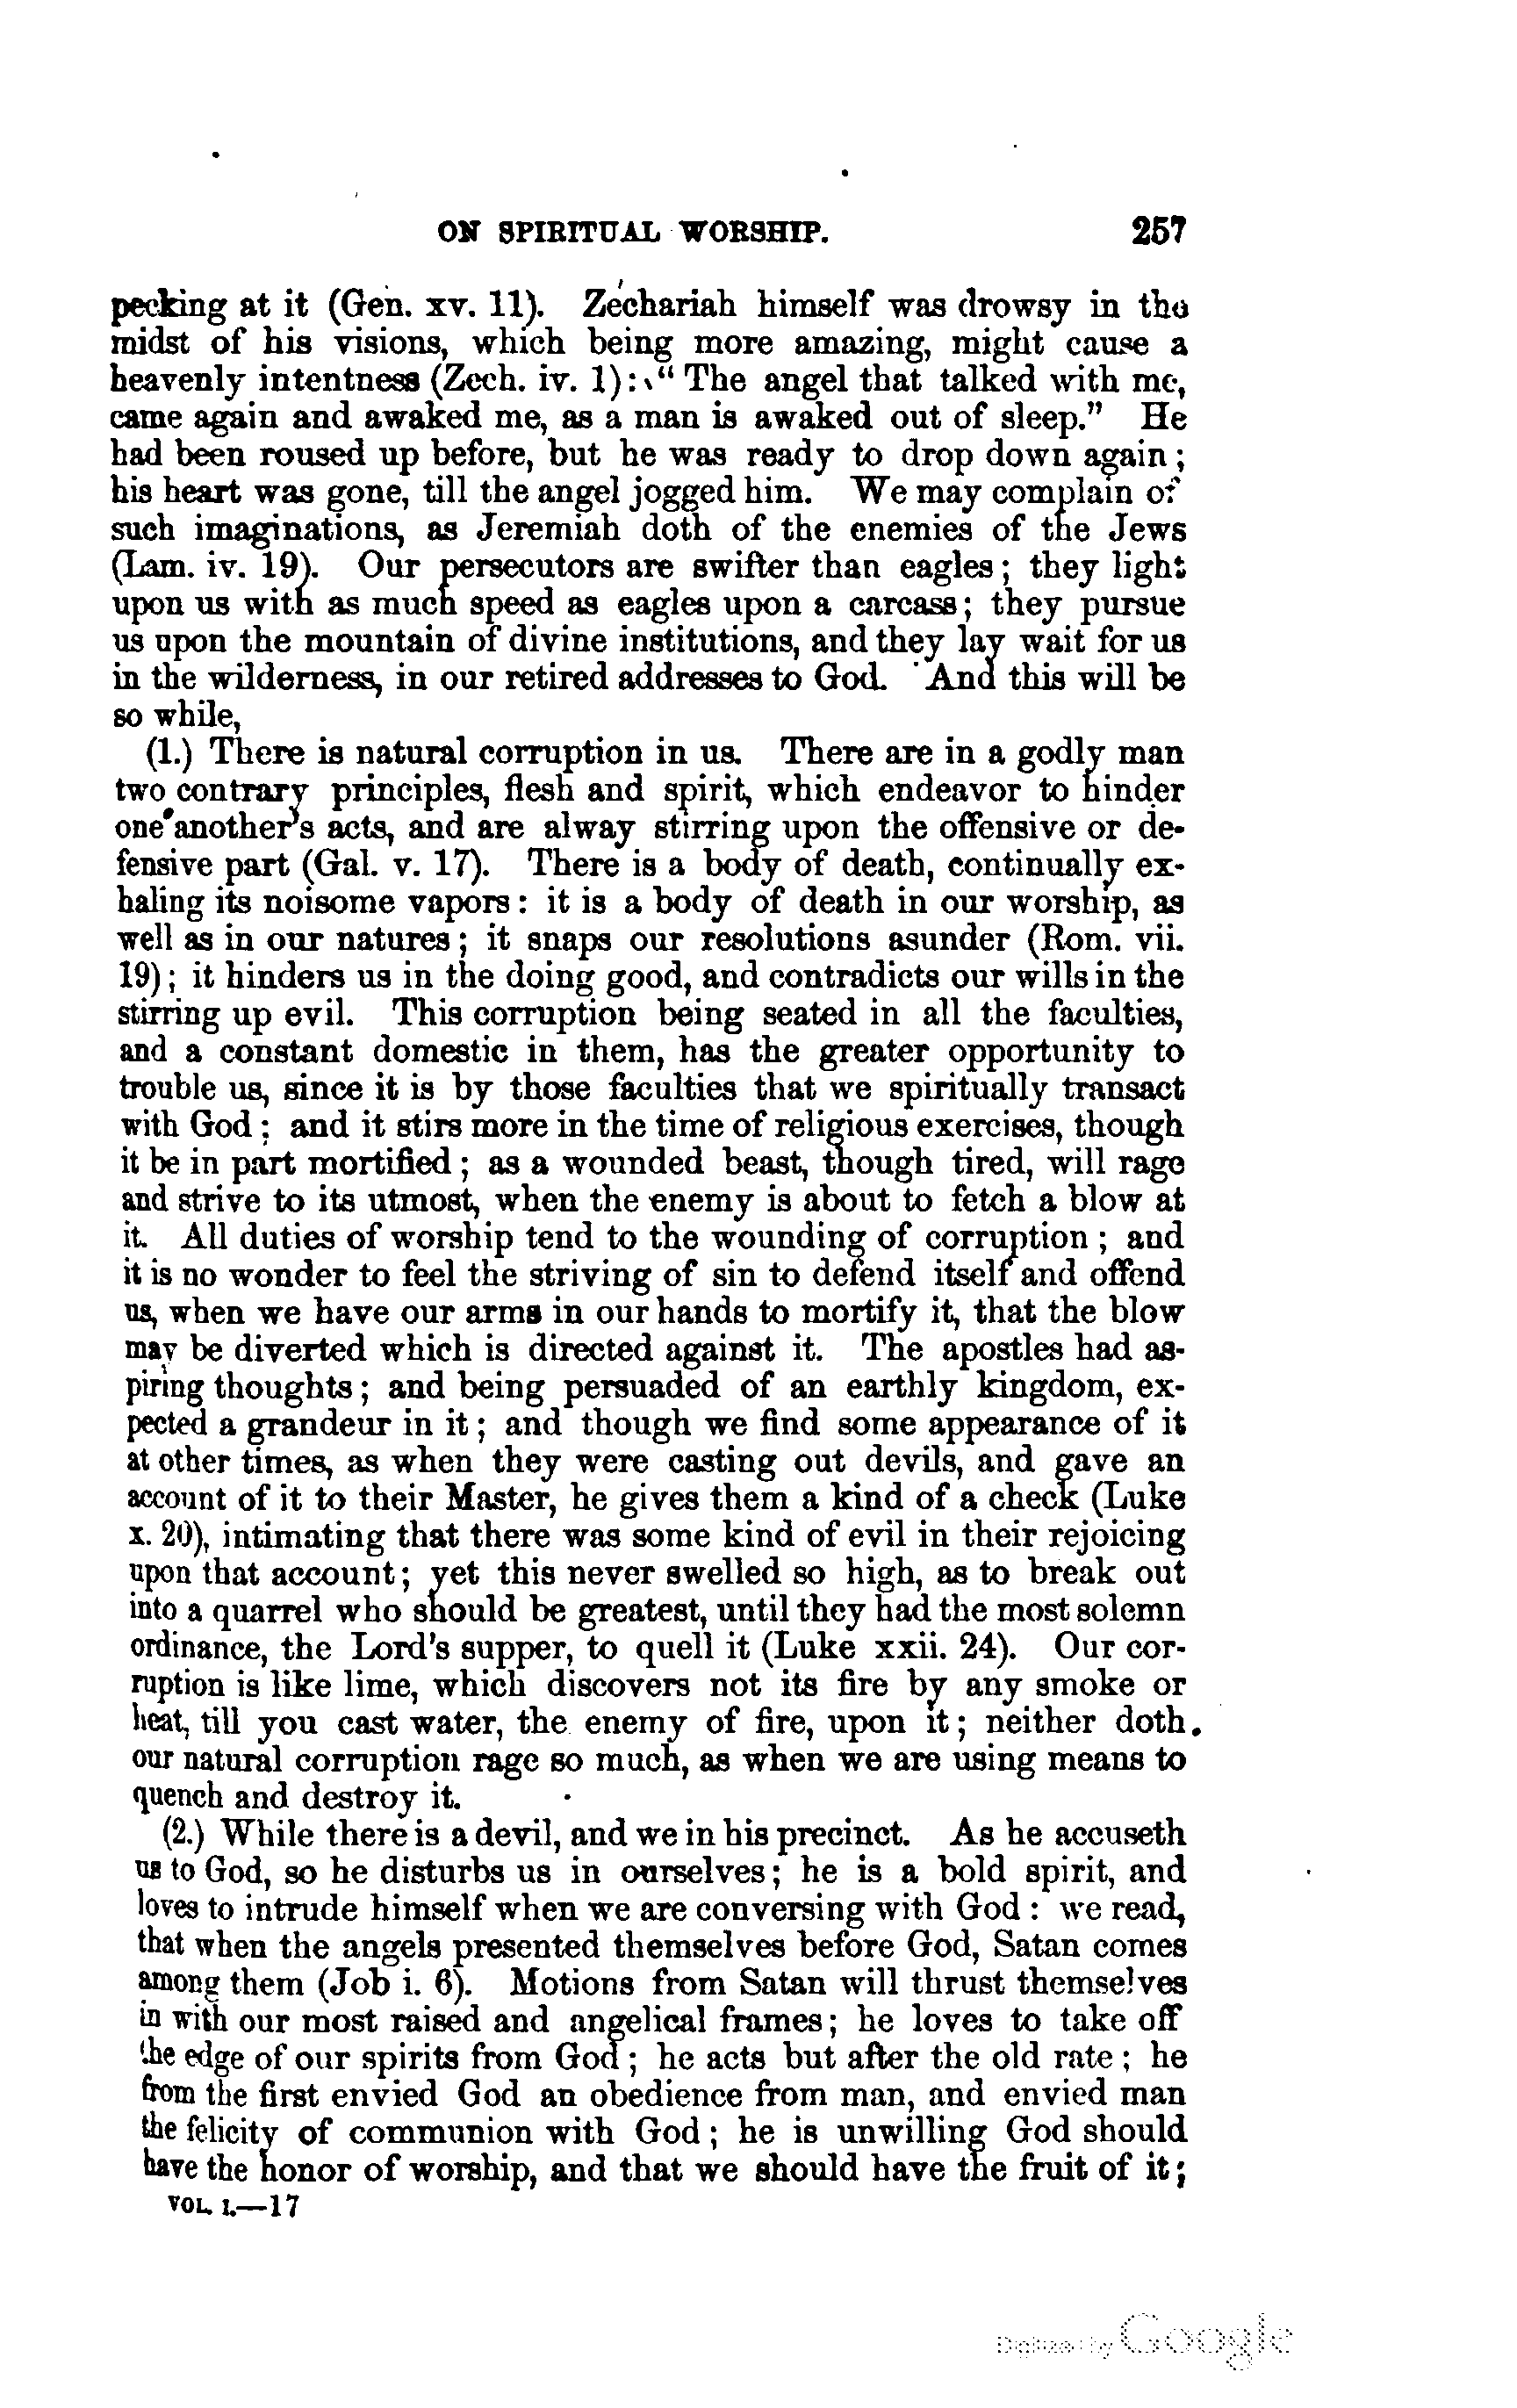 ON SPIRITUAL WORSHIP. 257
pecking at it (Gen. xv. 11). Zechariah himself was drowsy in the
midst of his visions, which being more amazing, might cause a
heavenly intentness (Zech. iv. 1): "The angel that talked with me,
came again and awaked me, as a man is awaked out of sleep." He
had been roused up before, but he was ready to drop down again;
his heart was gone, till the angel jogged him. We may complain of
such imaginations, as Jeremiah doth of the enemies of the Jews
(Lam. iv. 19). Our persecutors are swifter than eagles; they light
upon us with as much speed as eagles upon a carcass; they pursue
us upon the mountain of divine institutions, and they lay wait for us
in the wilderness, in our retired addresses to God. And this will be
so while,
(1.) There is natural corruption in us. There are in a godly man
two contrary principles, flesh and spirit, which endeavor to hinder
one another's acts, and are alway stirring upon the offensive or de-
fensive part (Gal. v. 17). There is a body of death, continually ex-
haling its noisome vapors: it is a body of death in our worship, as
well as in our natures; it snaps our resolutions asunder (Rom. vii.
19); it hinders us in the doing good, and contradicts our wills in the
stirring up evil. This corruption being seated in all the faculties,
and a constant domestic in them, has the greater opportunity to
trouble us, since it is by those faculties that we spiritually transact
with God; and it stirs more in the time of religious exercises, though
it be in part mortified; as a wounded beast, though tired, will rage
and strive to its utmost, when the enemy is about to fetch a blow at
it. All duties of worship tend to the wounding of corruption; and
it is no wonder to feel the striving of sin to defend itself and offend
us, when we have our arms in our hands to mortify it, that the blow
may be diverted which is directed against it. The apostles had as-
piring thoughts; and being persuaded of an earthly kingdom, ex-
pected a grandeur in it; and though we find some appearance of it
at other times, as when they were casting out devils, and gave an
account of it to their Master, he gives them a kind of a check (Luke
x. 20), intimating that there was some kind of evil in their rejoicing
upon that account; yet this never swelled so high, as to break out
into a quarrel who should be greatest, until they had the most solemn
ordinance, the Lord's supper, to quell it (Luke xxii. 24). Our cor-
ruption is like lime, which discovers not its fire by any smoke or
heat, till you cast water, the enemy of fire, upon it; neither doth
our natural corruption rage so much, as when we are using means to
quench and destroy it.
(2.) While there is a devil, and we in his precinct. As he accuseth
us to God, so he disturbs us in ourselves; he is a bold spirit, and
loves to intrude himself when we are conversing with God: we read,
that when the angels presented themselves before God, Satan comes
among them (Job i. 6). Motions from Satan will thrust themselves
in with our most raised and angelical frames; he loves to take off
the edge of our spirits from God; he acts but after the old rate; he
from the first envied God an obedience from man, and envied man
the felicity of communion with God; he is unwilling God should
have the honor of worship, and that we should have the fruit of it;
VOL. I.—17
Digitized by Google